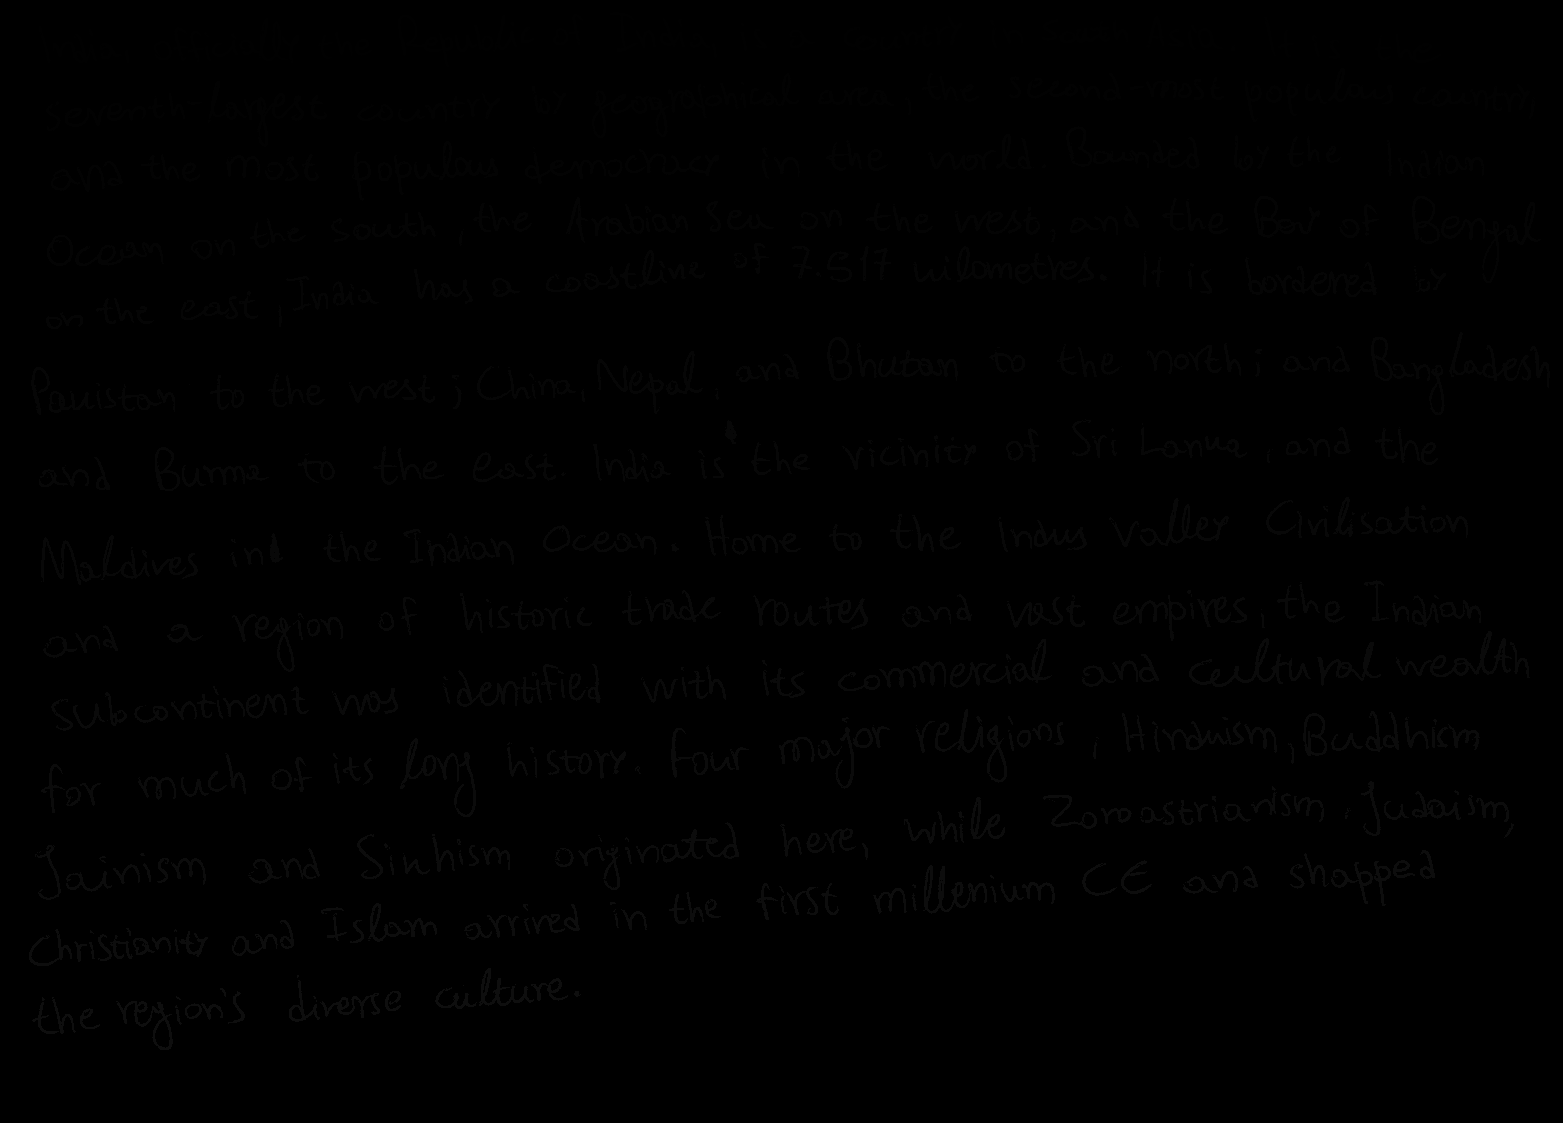 seventh-largest country by geographical area, the second-most populous country,
and the most populous democracy in the world. Bounded by the Indian
Ocean on the south, the Arabian Sea on the west, and the Bay of Bengal
on the east, India has a coastline of 7.517 kilometres. It is bordered by
Pakistan to the west; China, Nepal, and Bhutan to the north; and Bangladesh
and Burma to the east. India is the vicinity of Sri Lanka, and the
Maldives in the Indian Ocean. Home to the Indus Valley Civilisation
and a region of historic trade routes and vast empires, the Indian
subcontinent was identified with its commercial and cultural wealth
for much of its long history. Four major religions, Hinduism, Buddhism
Jainism and Sikhism originated here, while Zoroastrianism, Judaism,
Christianity and Islam arrived in the first millenium CE and shapped
the region's diverse culture.